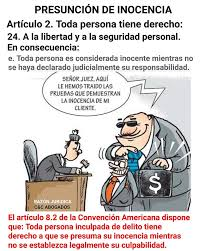 PRESUNCIÓN DE INOCENCIA
Artículo 2. Toda persona tiene derecho:
24. A la libertad y a la seguridad personal.
En consecuencia:
e. Toda persona es considerada inocente mientras no
se haya declarado judicialmente su responsabilidad.
SEÑOR JUEZ, AQUÍ
LE HEMOS TRAIDO LAS
PRUEBAS QUE DEMUESTRAN
LA INOCENCIA DE MI
CLIENTE.
$
RAZÓN JURÍDICA
C&C ABOGADOS
El artículo 8.2 de la Convención Americana dispone
que: Toda persona inculpada de delito tiene
derecho a que se presuma su inocencia mientras
no se establezca legalmente su culpabilidad.